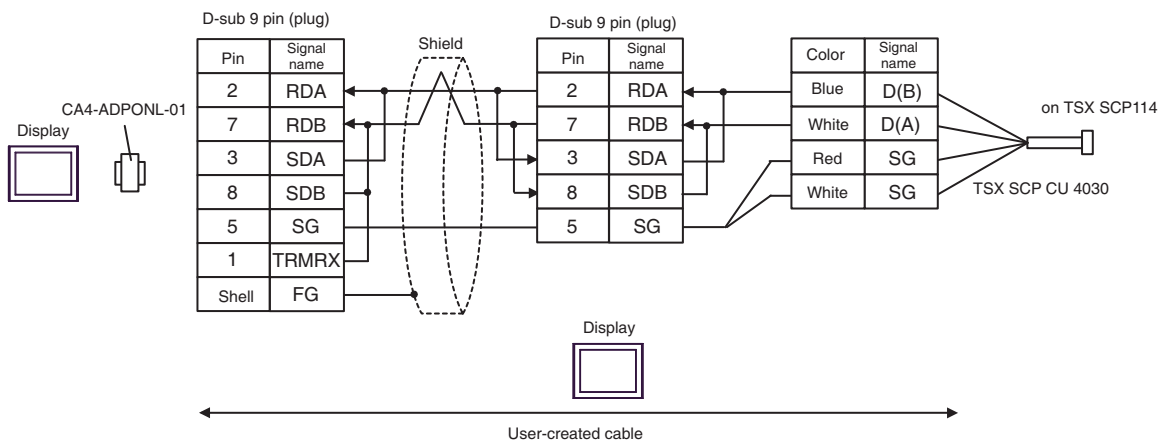 D-sub 9 pin (plug)
D-sub 9 pin (plug)
Shield
Pin Signal name
2 RDA
7 RDB
3 SDA
8 SDB
5 SG
1 TRMRX
Shell FG
Pin Signal name
2 RDA
7 RDB
3 SDA
8 SDB
5 SG
Color Signal name
Blue D(B)
White D(A)
Red SG
White SG
CA4-ADPONL-01
Display
on TSX SCP114
TSX SCP CU 4030
Display
User-created cable